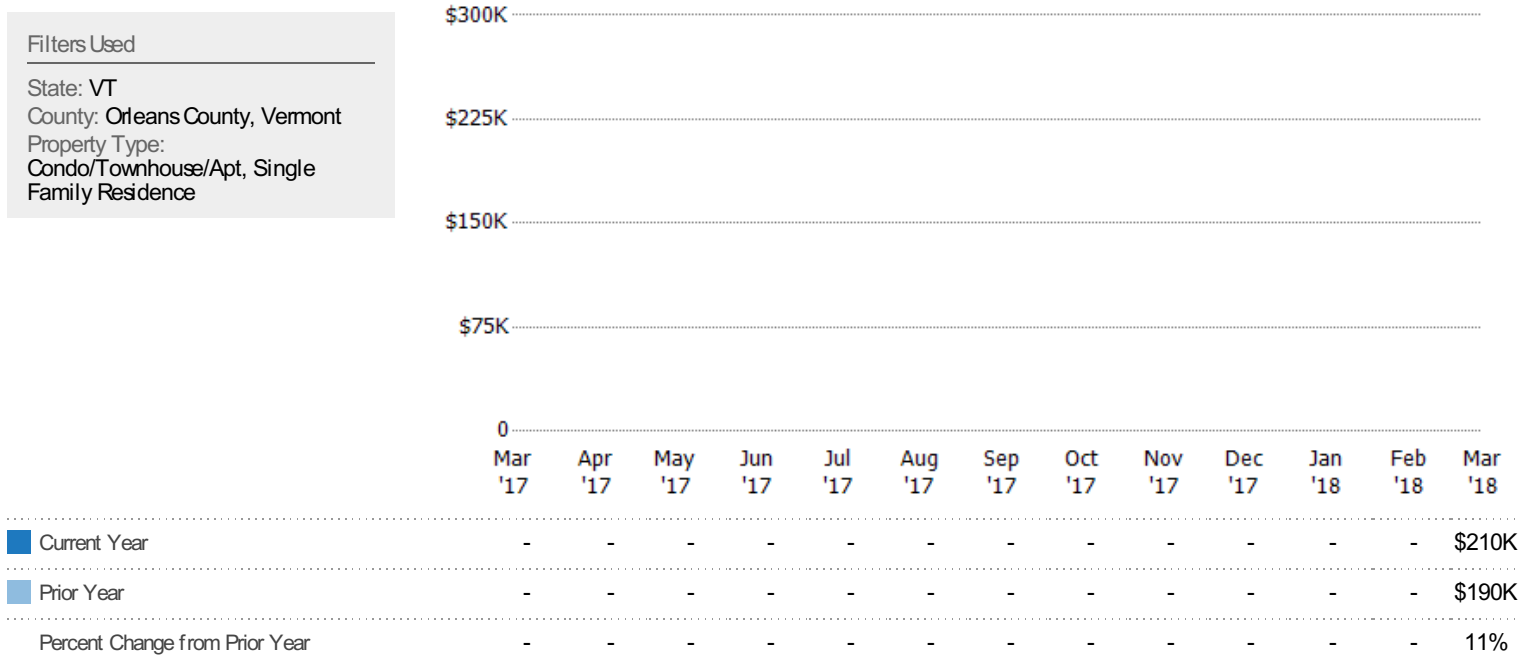 Filters Used
State: VT
County: Orleans County, Vermont
Property Type:
Condo/Townhouse/Apt, Single
Family Residence
$300K
$225K
$150K
$75K
0
Mar Apr May Jun Jul Aug Sep Oct Nov Dec Jan Feb Mar
'17 '17 '17 '17 '17 '17 '17 '17 '17 '17 '18 '18 '18
Current Year - - - - - - - - - - - - $210K
Prior Year - - - - - - - - - - - - $190K
Percent Change from Prior Year - - - - - - - - - - - - 11%